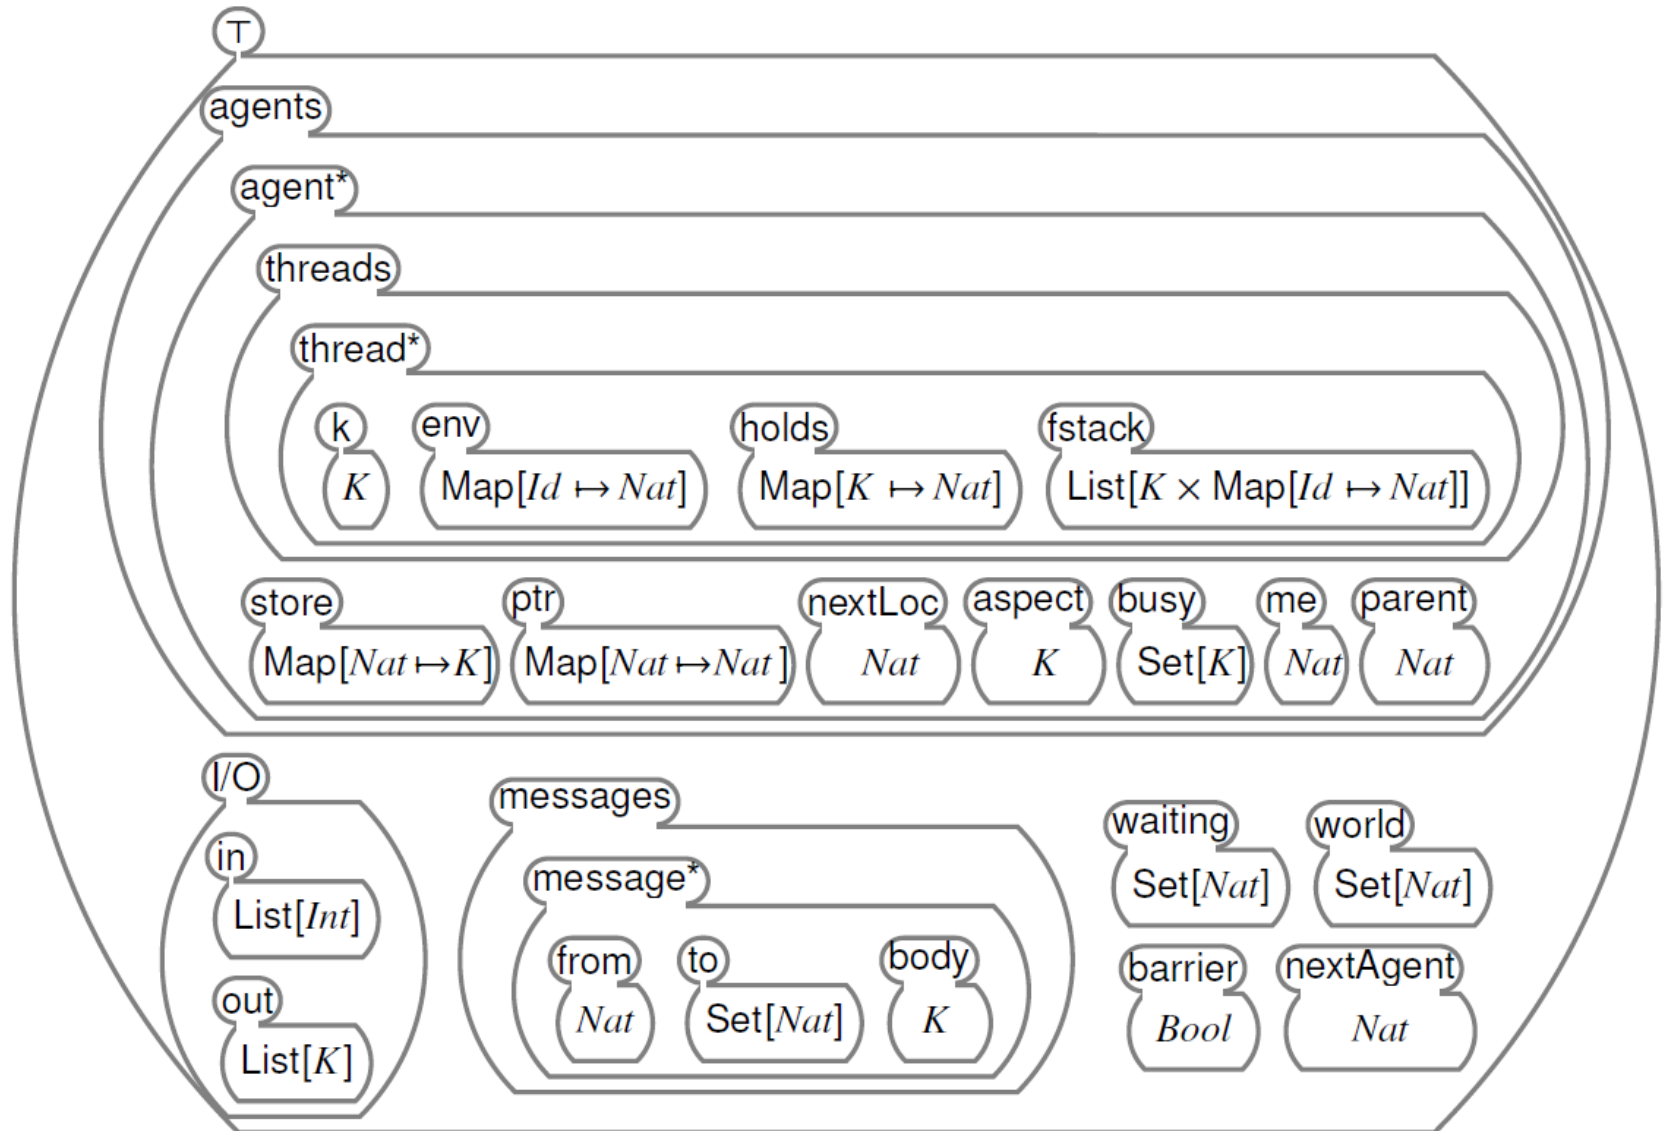 ⊤
agents
agent*
threads
thread*
k env holds fstack
K Map[Id ↦ Nat] Map[K ↦ Nat] List[K × Map[Id ↦ Nat]]
store ptr nextLoc aspect busy me parent
Map[Nat ↦ K] Map[Nat ↦ Nat] Nat K Set[K] Nat Nat
I/O
in
List[Int]
out
List[K]
messages
message*
from to body
Nat Set[Nat] K
waiting world
Set[Nat] Set[Nat]
barrier nextAgent
Bool Nat